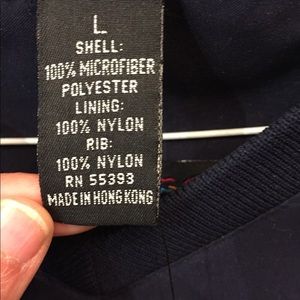 L
SHELL:
100% MICROFIBER
POLYESTER
LINING:
100% NYLON
RIB:
100% NYLON
RN 55393
MADE IN HONG KONG